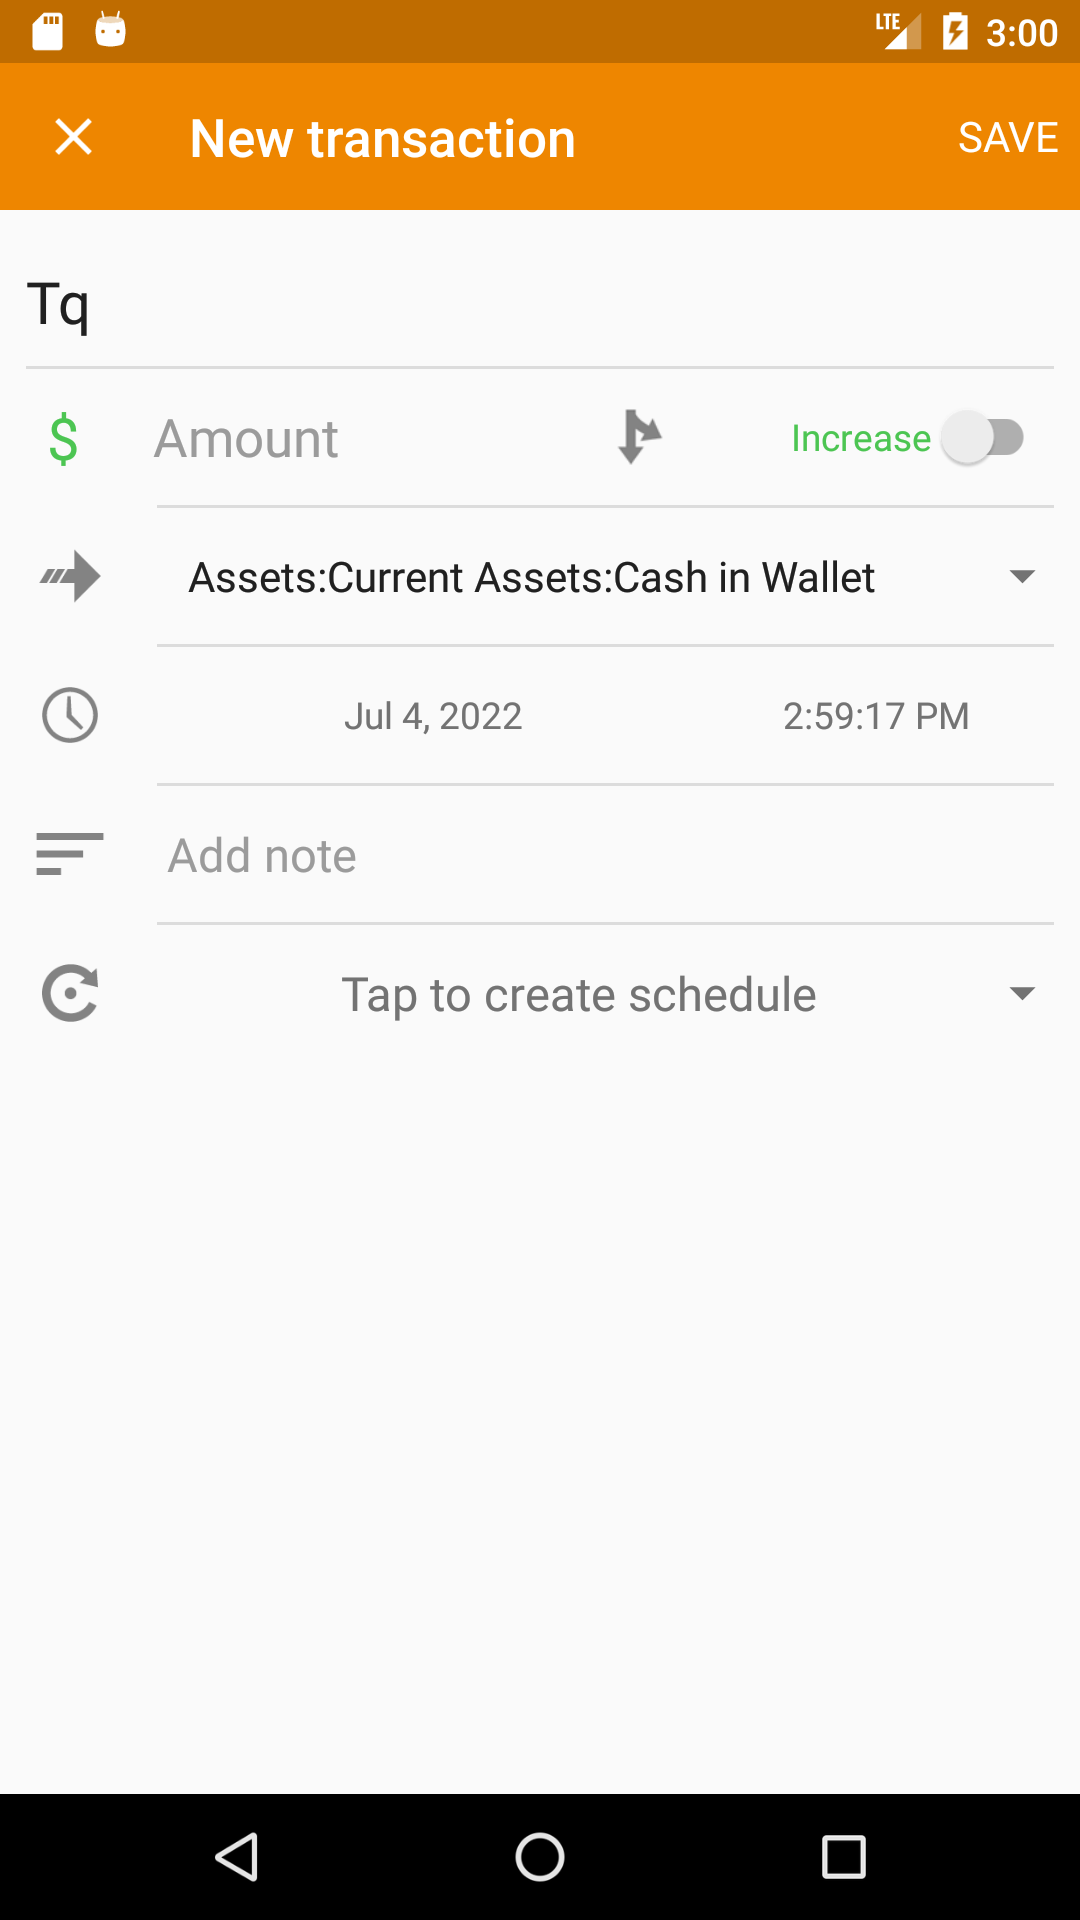 LTE 3:00
New transaction SAVE
Tq
$ Amount Increase
Assets:Current Assets:Cash in Wallet
Jul 4, 2022 2:59:17 PM
Add note
Tap to create schedule